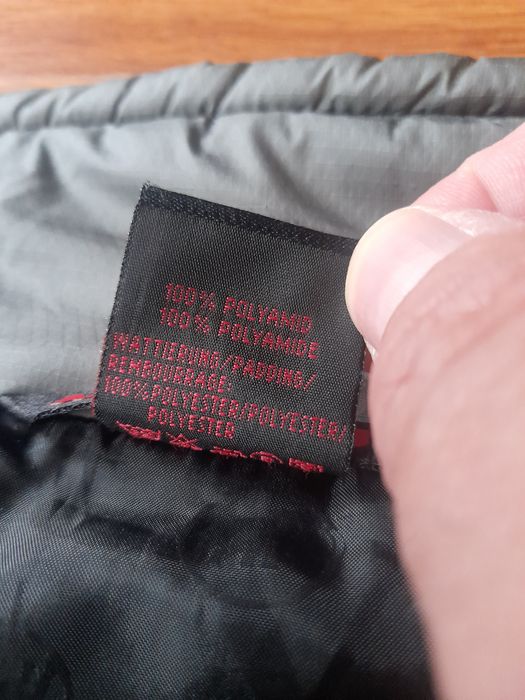 100% POLYAMID
100% POLYAMIDE
WATTIERUNG/PADDING/
REMBOURRAGE:
100%POLYESTER/POLYESTER/
POLYESTER